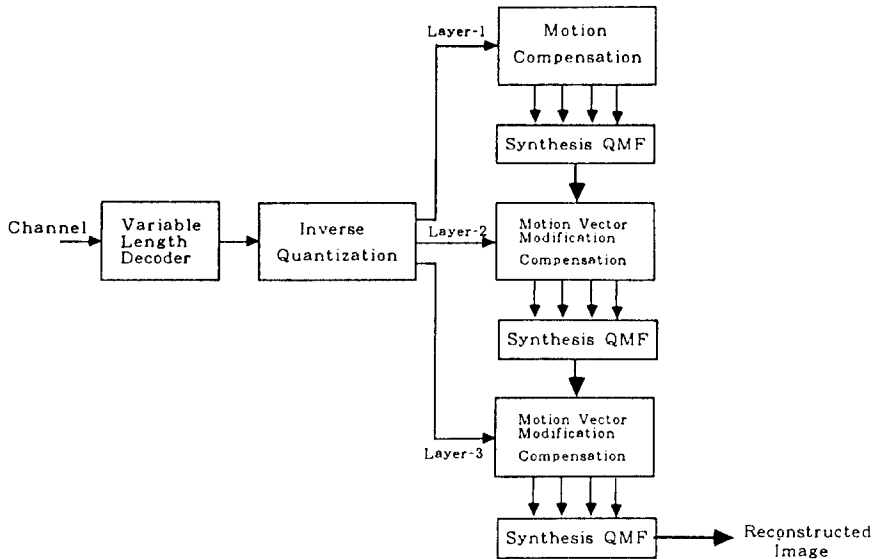 Layer-1
Motion
Compensation
Synthesis QMF
Channel
Variable
Length
Decoder
Inverse
Quantization
Layer-2
Motion Vector
Modification
Compensation
Synthesis QMF
Layer-3
Motion Vector
Modification
Compensation
Synthesis QMF
Reconstructed
Image